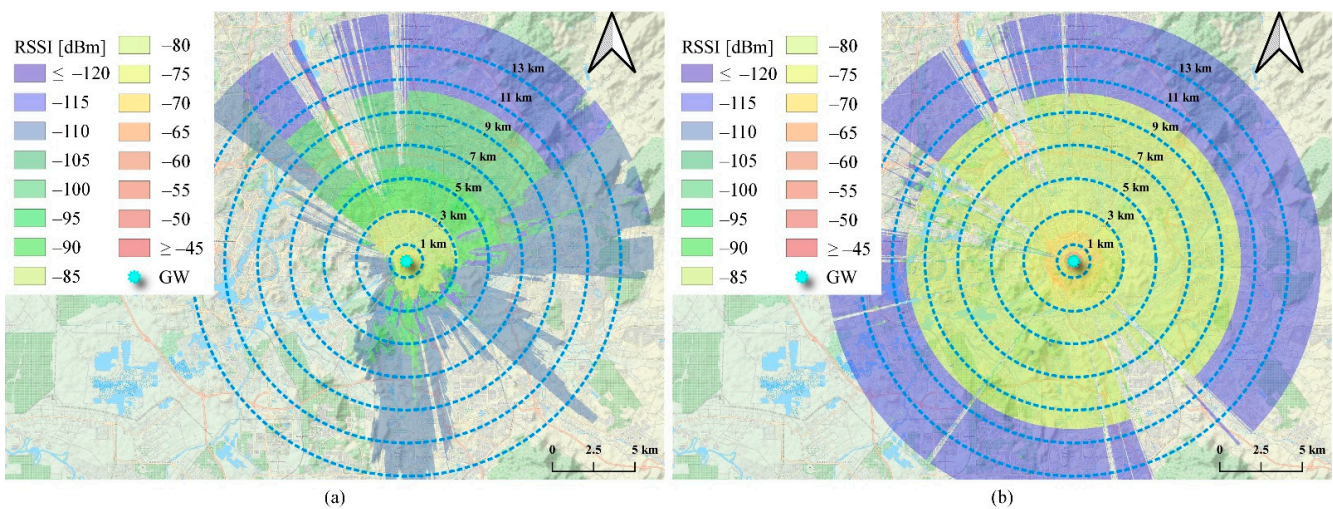 RSSI [dBm]
≤ −120
−115
−110
−105
−100
−95
−90
−85
−80
−75
−70
−65
−60
−55
−50
≥ −45
GW
13 km
11 km
9 km
7 km
5 km
3 km
1 km
0 2.5 5 km
(a)
RSSI [dBm]
≤ −120
−115
−110
−105
−100
−95
−90
−85
−80
−75
−70
−65
−60
−55
−50
≥ −45
GW
13 km
11 km
9 km
7 km
5 km
3 km
1 km
0 2.5 5 km
(b)